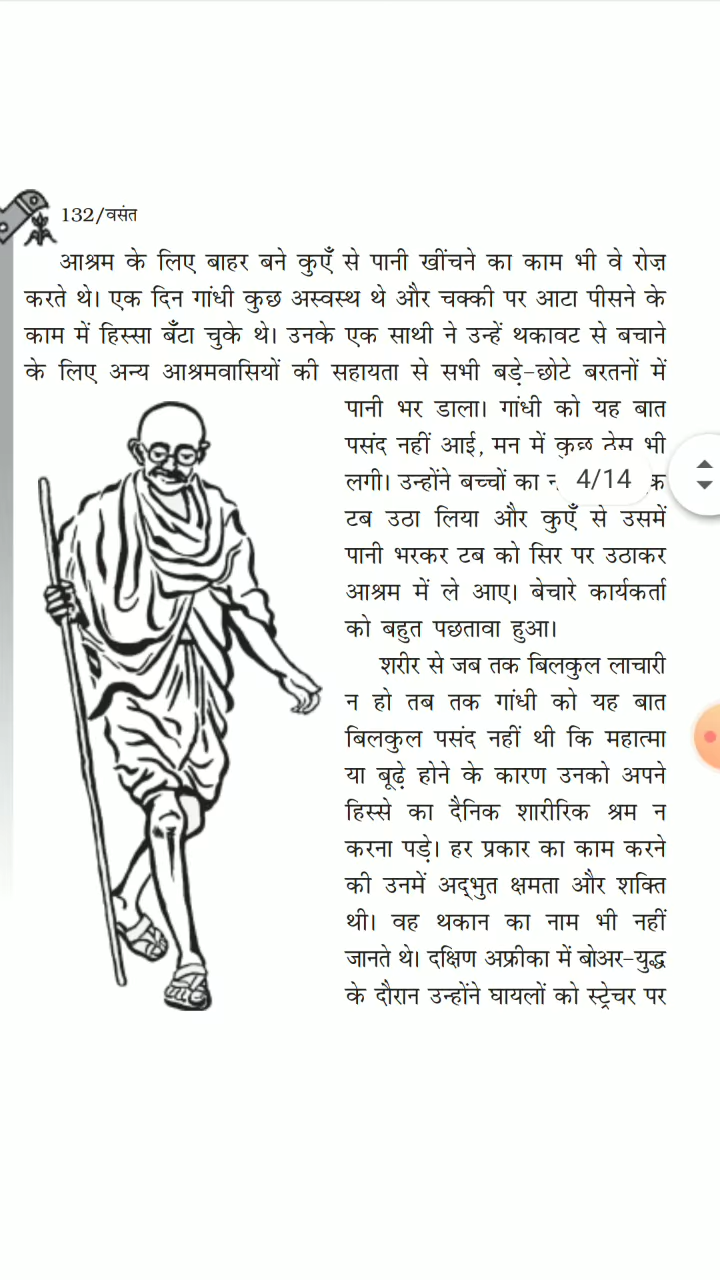 132/वसंत
आश्रम के लिए बाहर बने कुएँ से पानी खींचने का काम भी वे रोज़
करते थे। एक दिन गांधी कुछ अस्वस्थ थे और चक्की पर आटा पीसने के
काम में हिस्सा बँटा चुके थे। उनके एक साथी ने उन्हें थकावट से बचाने
के लिए अन्य आश्रमवासियों की सहायता से सभी बड़े-छोटे बरतनों में
पानी भर डाला। गांधी को यह बात
पसंद नहीं आई, मन में कुछ ठेस भी
लगी। उन्होंने बच्चों का
4/14
टब उठा लिया और कुएँ से उसमें
पानी भरकर टब को सिर पर उठाकर
आश्रम में ले आए। बेचारे कार्यकर्ता
को बहुत पछतावा हुआ।
शरीर से जब तक बिलकुल लाचारी
न हो तब तक गांधी को यह बात
बिलकुल पसंद नहीं थी कि महात्मा
या बूढ़े होने के कारण उनको अपने
हिस्से का दैनिक शारीरिक श्रम न
करना पड़े। हर प्रकार का काम करने
की उनमें अद्भुत क्षमता और शक्ति
थी। वह थकान का नाम भी नहीं
जानते थे। दक्षिण अफ्रीका में बोअर-युद्ध
के दौरान उन्होंने घायलों को स्ट्रेचर पर